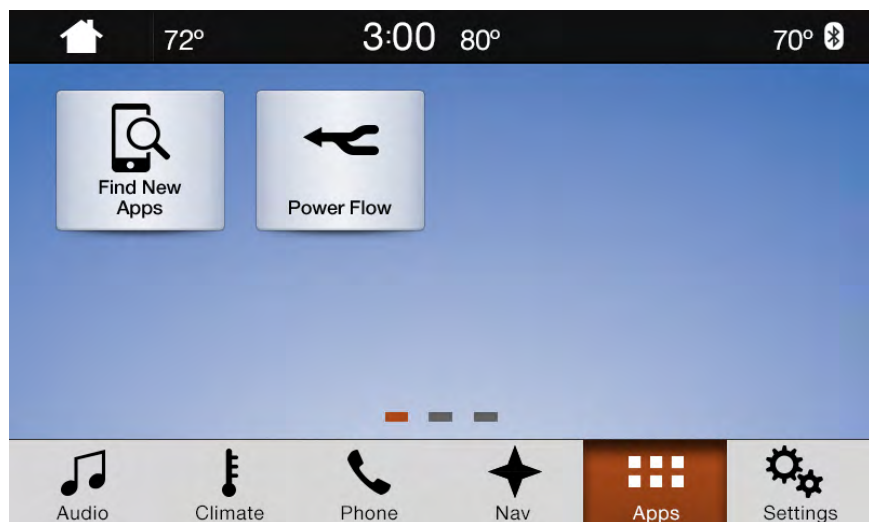 72º 3:00 80º 70º
Find New
Apps
Power Flow
Audio Climate Phone Nav Apps Settings